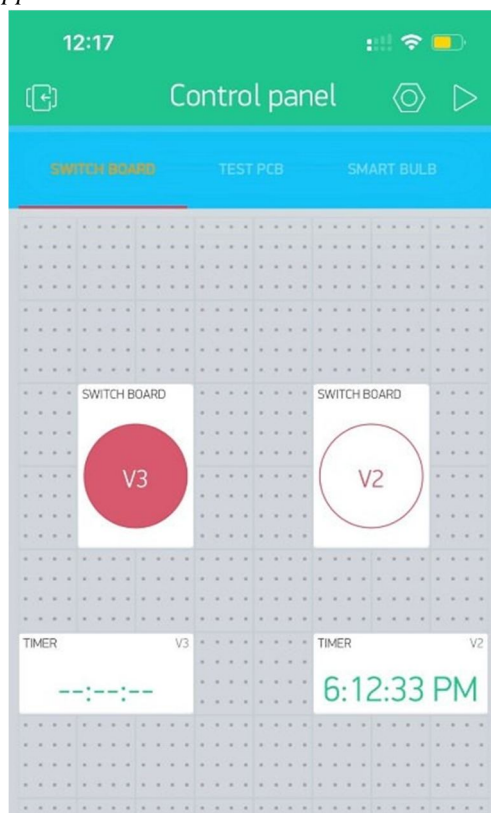 12:17
Control panel
SWITCH BOARD TEST PCB SMART BULB
SWITCH BOARD SWITCH BOARD
V3 V2
TIMER V3 TIMER V2
--:--:-- 6:12:33 PM